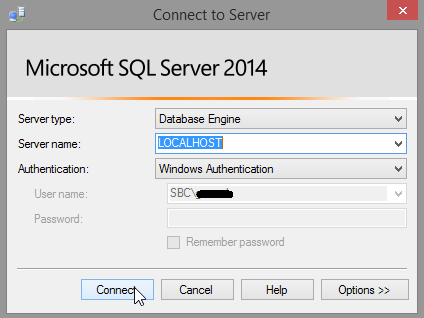 Connect to Server
Microsoft SQL Server 2014
Server type: Database Engine
Server name: LOCALHOST
Authentication: Windows Authentication
User name: SBC\
Password:
Remember password
Connect Cancel Help Options >>